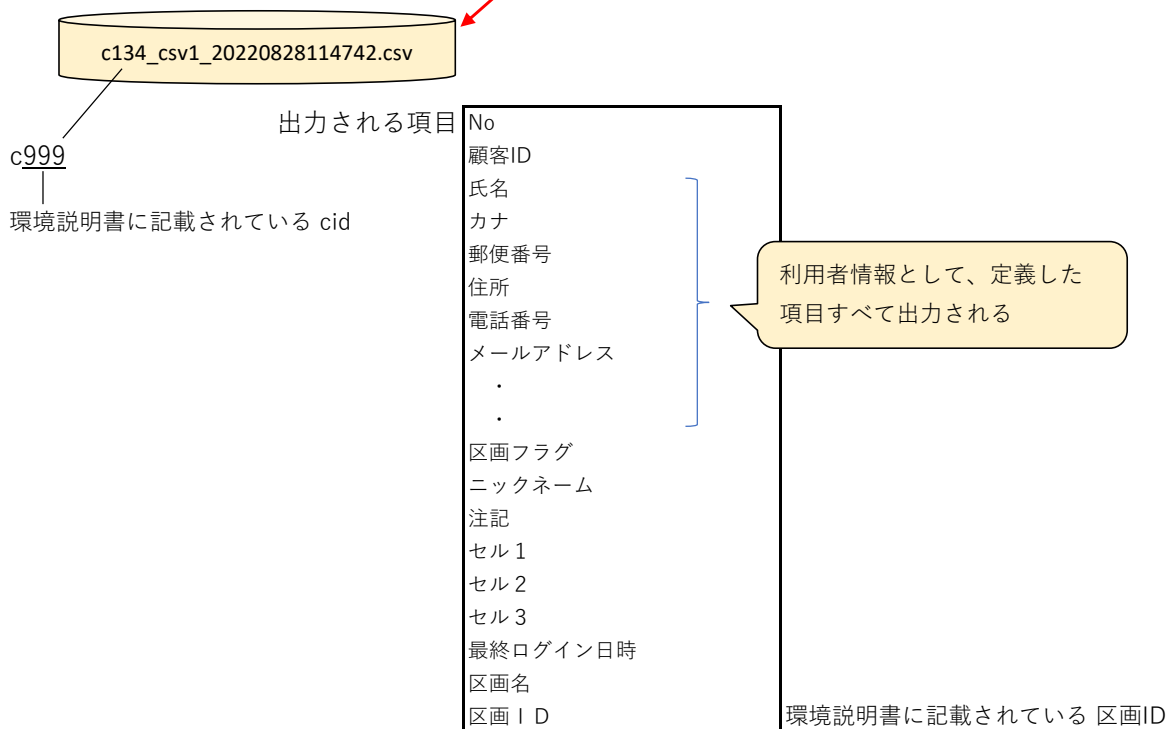 c134_csv1_20220828114742.csv
出力される項目
c999
環境説明書に記載されている cid
No
顧客ID
氏名
カナ
郵便番号
住所
電話番号
メールアドレス
・
・
区画フラグ
ニックネーム
注記
セル１
セル２
セル３
最終ログイン日時
区画名
区画ＩＤ
利用者情報として、定義した
項目すべて出力される
環境説明書に記載されている 区画ID